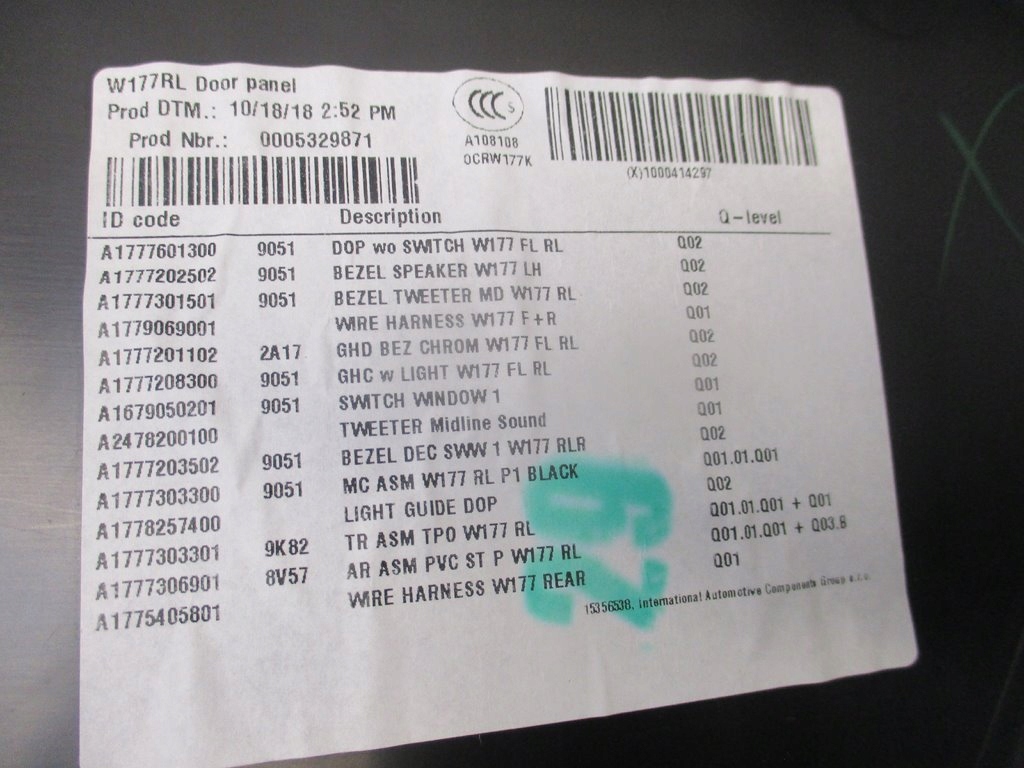 W177RL Door panel
Prod DTM.: 10/18/18 2:52 PM
Prod Nbr.: 0005329871
CCC S
A108108
OCRW177K
(X)1000414297
ID code Description Q-level
A1777601300 9051 DOP wo SWITCH W177 FL RL Q02
A1777202502 9051 BEZEL SPEAKER W177 LH Q02
A1777301501 9051 BEZEL TWEETER MD W177 RL Q02
A1779069001 WIRE HARNESS W177 F+R Q01
A1777201102 2A17 GHD BEZ CHROM W177 FL RL Q02
A1777208300 9051 GHC w LIGHT W177 FL RL Q02
A1679050201 9051 SWITCH WINDOW 1 Q01
A2478200100 TWEETER Midline Sound Q01
A1777203502 9051 BEZEL DEC SWW 1 W177 RLR Q02
A1777303300 9051 MC ASM W177 RL P1 BLACK Q01.01.Q01
A1778257400 LIGHT GUIDE DOP Q02
A1777303301 9K82 TR ASM TPO W177 RL Q01.01.Q01 + Q01
A1777306901 8V57 AR ASM PVC ST P W177 RL Q01.01.Q01 + Q03.B
A1775405801 WIRE HARNESS W177 REAR Q01
15356538, International Automotive Components Group s.r.o.